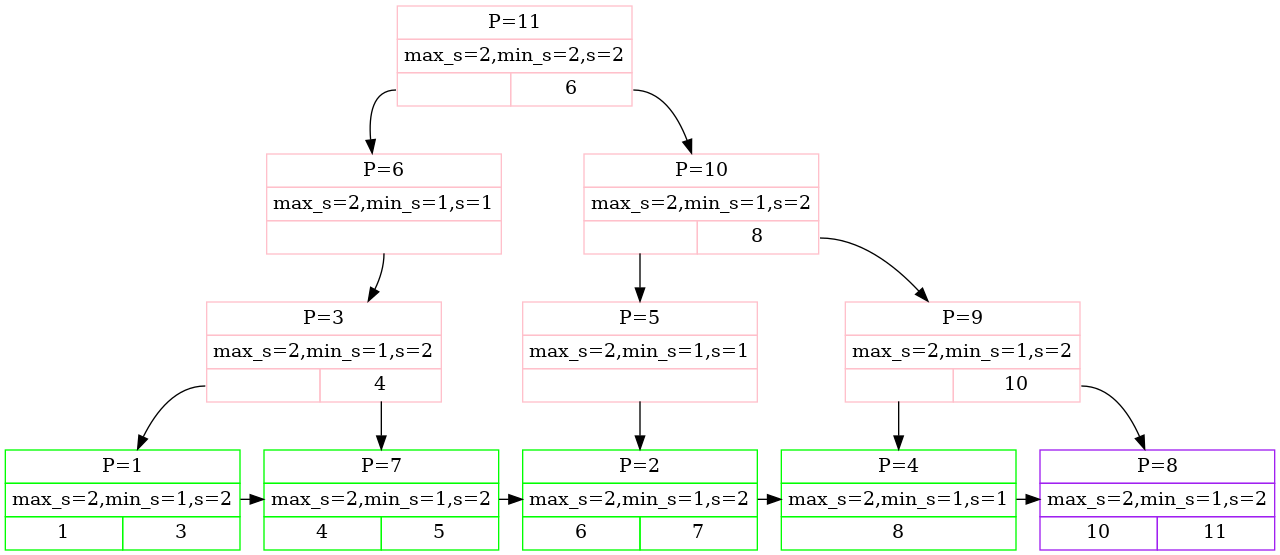 P=11
max_s=2,min_s=2,s=2
6
P=6
max_s=2,min_s=1,s=1
P=10
max_s=2,min_s=1,s=2
8
P=3
max_s=2,min_s=1,s=2
4
P=5
max_s=2,min_s=1,s=1
P=9
max_s=2,min_s=1,s=2
10
P=1
max_s=2,min_s=1,s=2
1 3
P=7
max_s=2,min_s=1,s=2
4 5
P=2
max_s=2,min_s=1,s=2
6 7
P=4
max_s=2,min_s=1,s=1
8
P=8
max_s=2,min_s=1,s=2
10 11